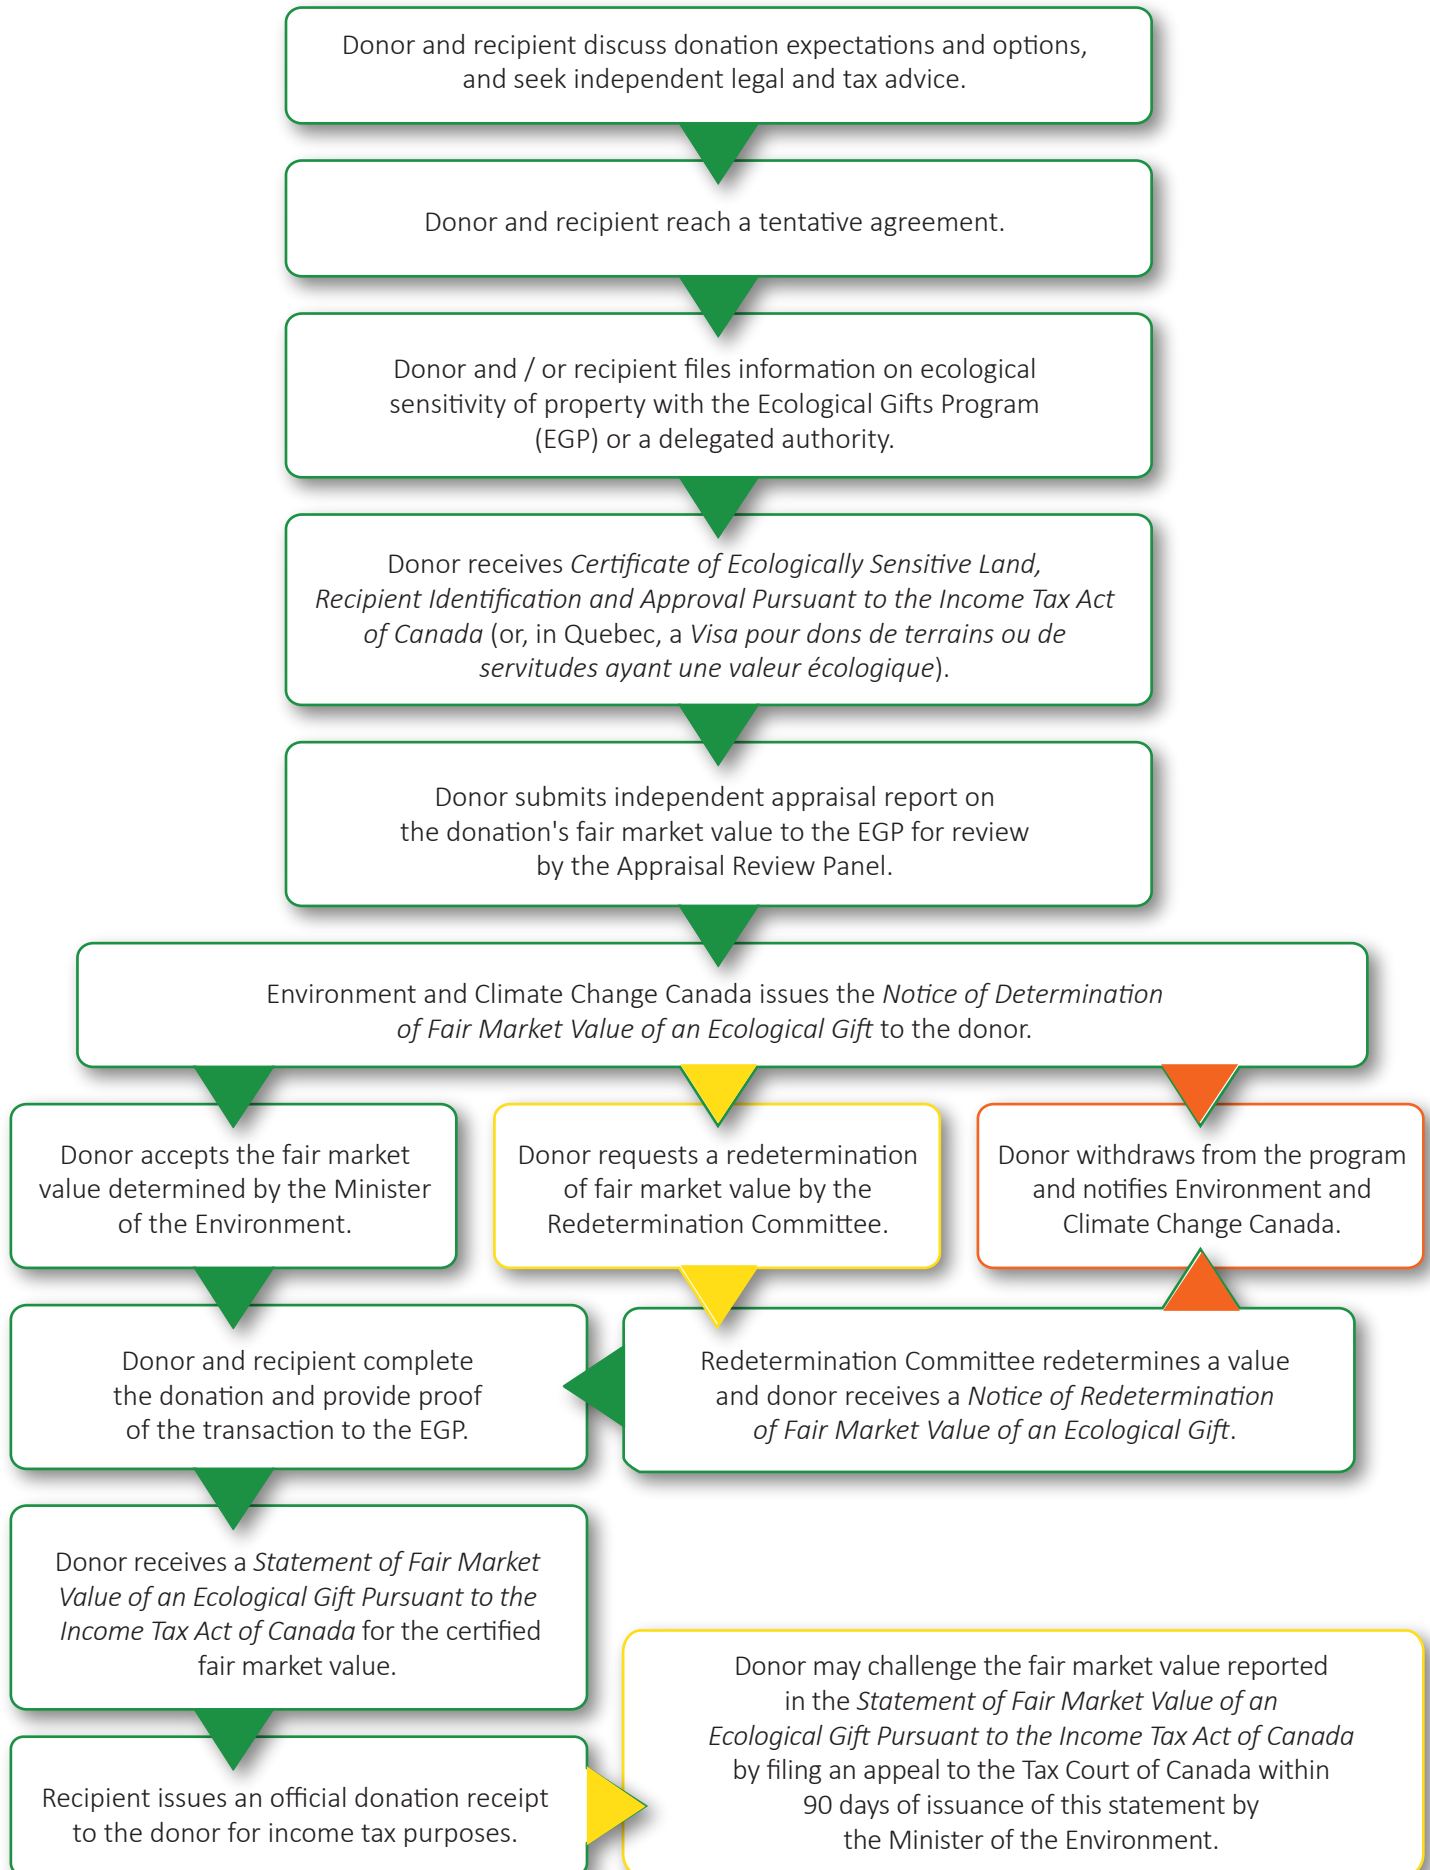 Donor and recipient discuss donation expectations and options,
and seek independent legal and tax advice.
Donor and recipient reach a tentative agreement.
Donor and / or recipient files information on ecological
sensitivity of property with the Ecological Gifts Program
(EGP) or a delegated authority.
Donor receives Certificate of Ecologically Sensitive Land,
Recipient Identification and Approval Pursuant to the Income Tax Act
of Canada (or, in Quebec, a Visa pour dons de terrains ou de
servitudes ayant une valeur écologique).
Donor submits independent appraisal report on
the donation's fair market value to the EGP for review
by the Appraisal Review Panel.
Environment and Climate Change Canada issues the Notice of Determination
of Fair Market Value of an Ecological Gift to the donor.
Donor accepts the fair market
value determined by the Minister
of the Environment.
Donor requests a redetermination
of fair market value by the
Redetermination Committee.
Donor withdraws from the program
and notifies Environment and
Climate Change Canada.
Donor and recipient complete
the donation and provide proof
of the transaction to the EGP.
Redetermination Committee redetermines a value
and donor receives a Notice of Redetermination
of Fair Market Value of an Ecological Gift.
Donor receives a Statement of Fair Market
Value of an Ecological Gift Pursuant to the
Income Tax Act of Canada for the certified
fair market value.
Recipient issues an official donation receipt
to the donor for income tax purposes.
Donor may challenge the fair market value reported
in the Statement of Fair Market Value of an
Ecological Gift Pursuant to the Income Tax Act of Canada
by filing an appeal to the Tax Court of Canada within
90 days of issuance of this statement by
the Minister of the Environment.